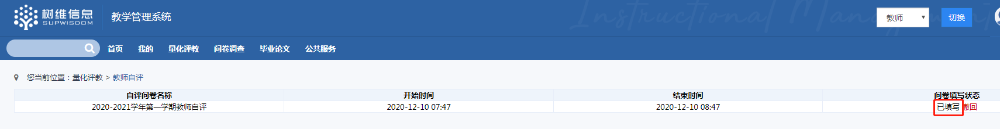 树维信息
SUPWISDOM
教学管理系统
Instructional Manag
教师
切换
首页 我的 量化评教 问卷调查 毕业论文 公共服务
您当前位置：量化评教 > 教师自评
自评问卷名称 开始时间 结束时间 问卷填写状态
2020-2021学年第一学期教师自评 2020-12-10 07:47 2020-12-10 08:47 已填写 撤回